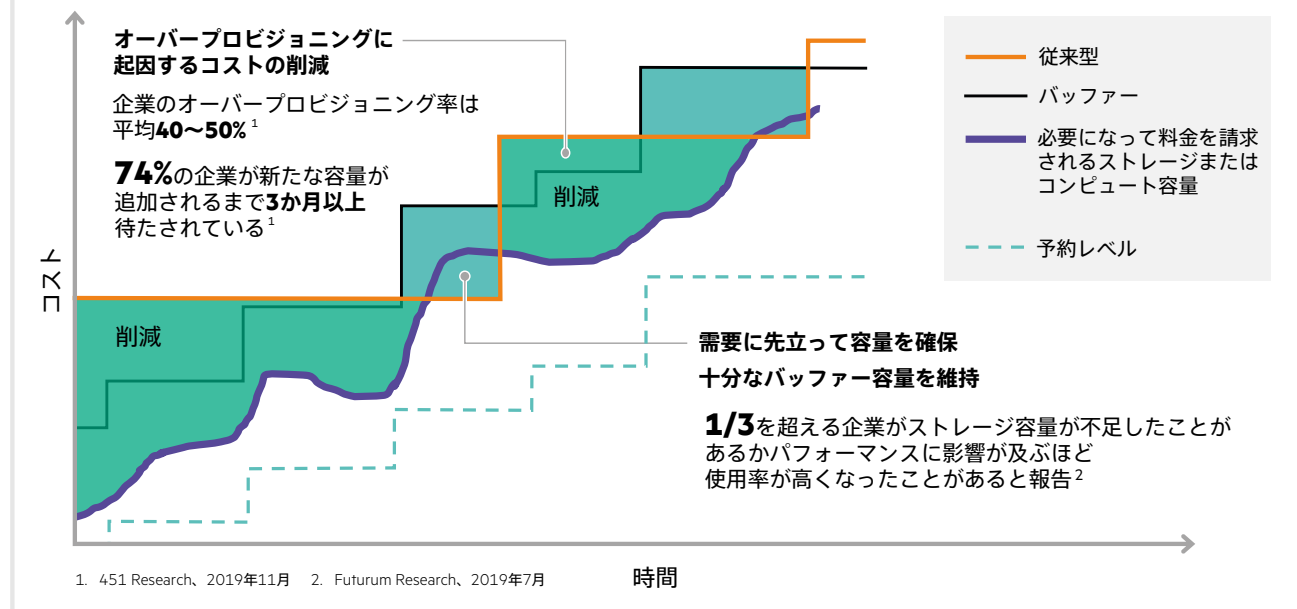 オーバープロビジョニングに
起因するコストの削減
企業のオーバープロビジョニング率は
平均40〜50% 1
74%の企業が新たな容量が
追加されるまで3か月以上
待たされている 1
従来型
バッファー
必要になって料金を請求
されるストレージまたは
コンピュート容量
予約レベル
削減
削減
コスト
需要に先立って容量を確保
十分なバッファー容量を維持
1/3を超える企業がストレージ容量が不足したことが
あるかパフォーマンスに影響が及ぶほど
使用率が高くなったことがあると報告 2
時間
1. 451 Research、2019年11月 2. Futurum Research、2019年7月